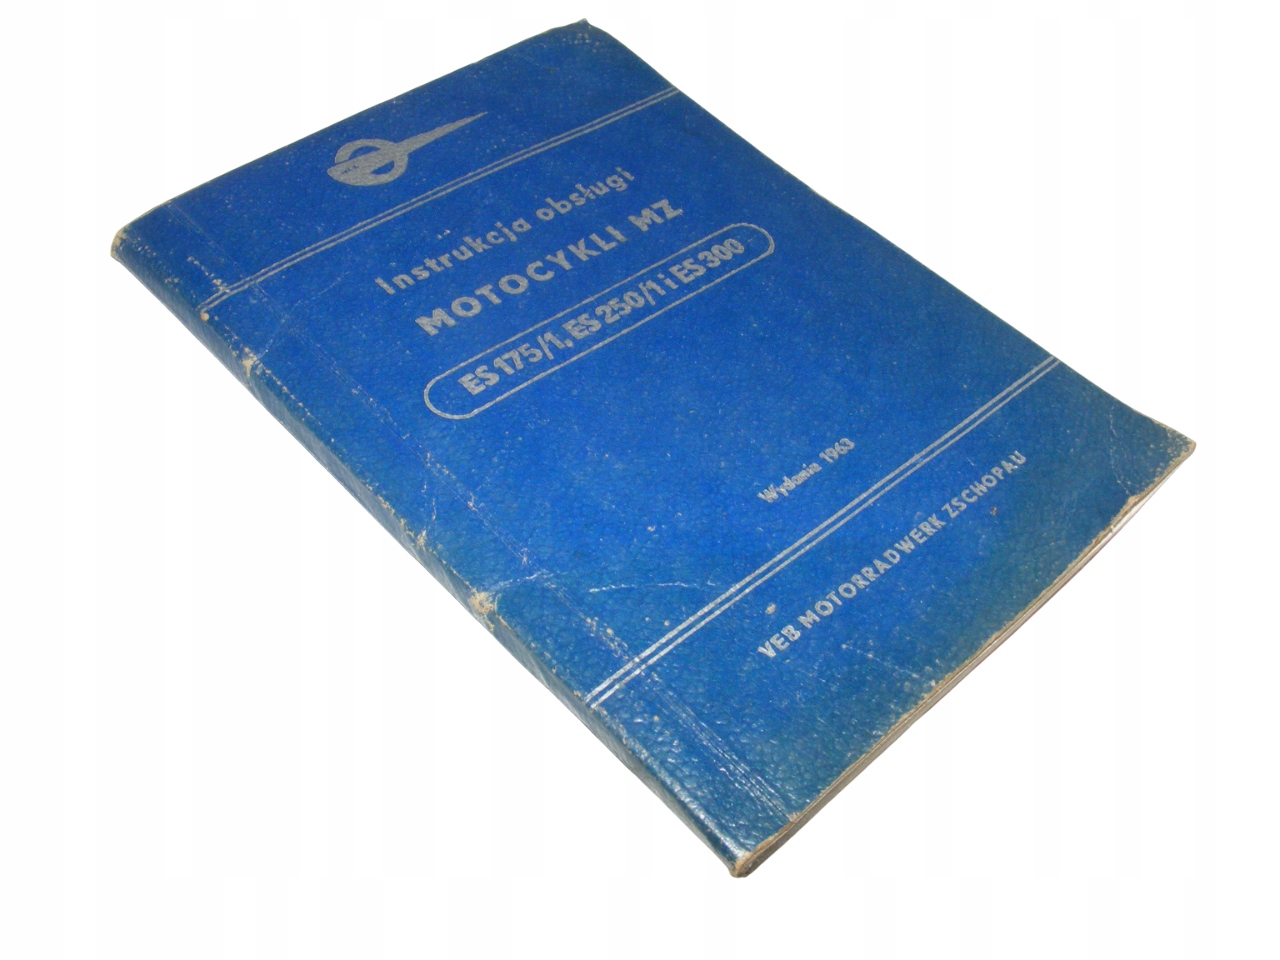 Instrukcja obsługi
MOTOCYKLI MZ
ES 175/1, ES 250/1 i ES 300
Wydanie 1963
VEB MOTORRADWERK ZSCHOPAU